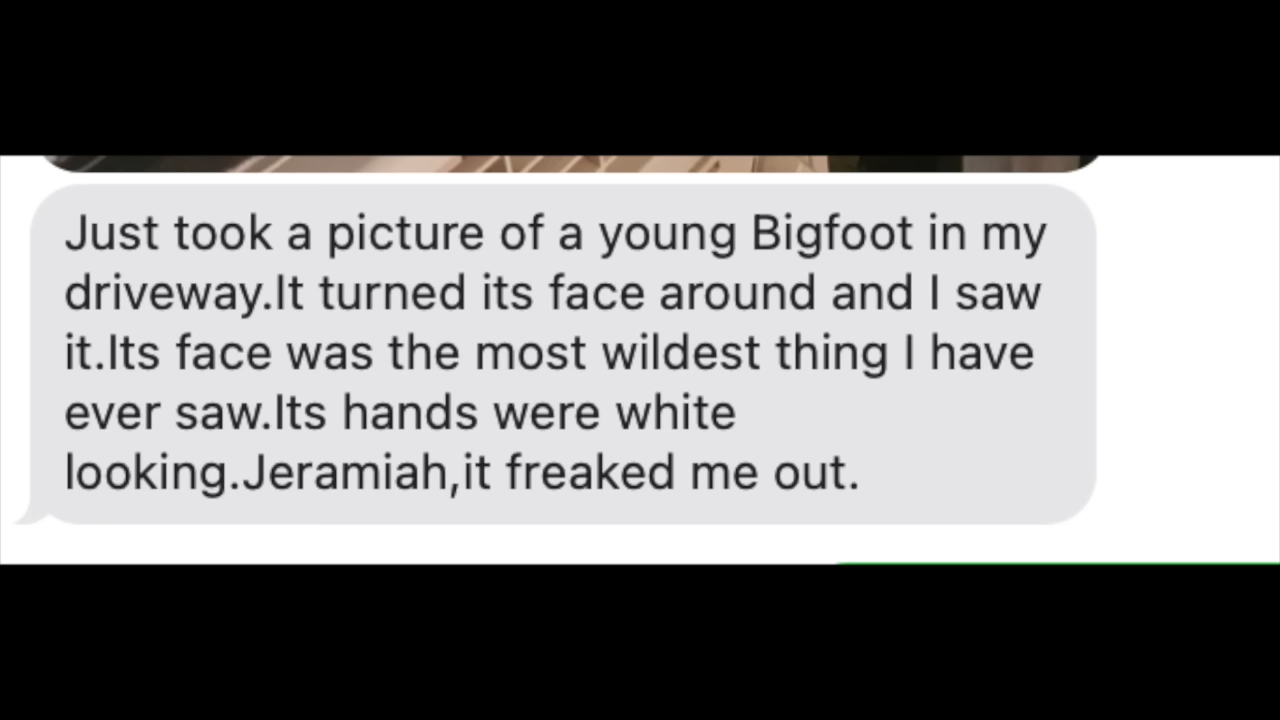 Just took a picture of a young Bigfoot in my
driveway.It turned its face around and I saw
it.Its face was the most wildest thing I have
ever saw.Its hands were white
looking.Jeramiah,it freaked me out.